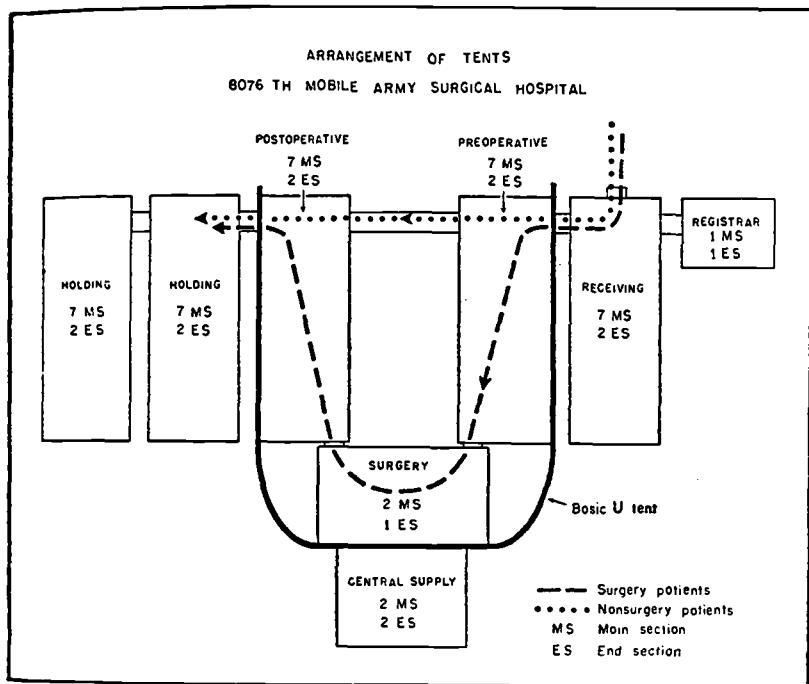 ARRANGEMENT OF TENTS
8076 TH MOBILE ARMY SURGICAL HOSPITAL
POSTOPERATIVE
7 MS
2 ES
PREOPERATIVE
7 MS
2 ES
REGISTRAR
1 MS
1 ES
HOLDING
7 MS
2 ES
HOLDING
7 MS
2 ES
RECEIVING
7 MS
2 ES
SURGERY
2 MS
1 ES
Basic U tent
CENTRAL SUPPLY
2 MS
2 ES
Surgery patients
Nonsurgery patients
MS Main section
ES End section